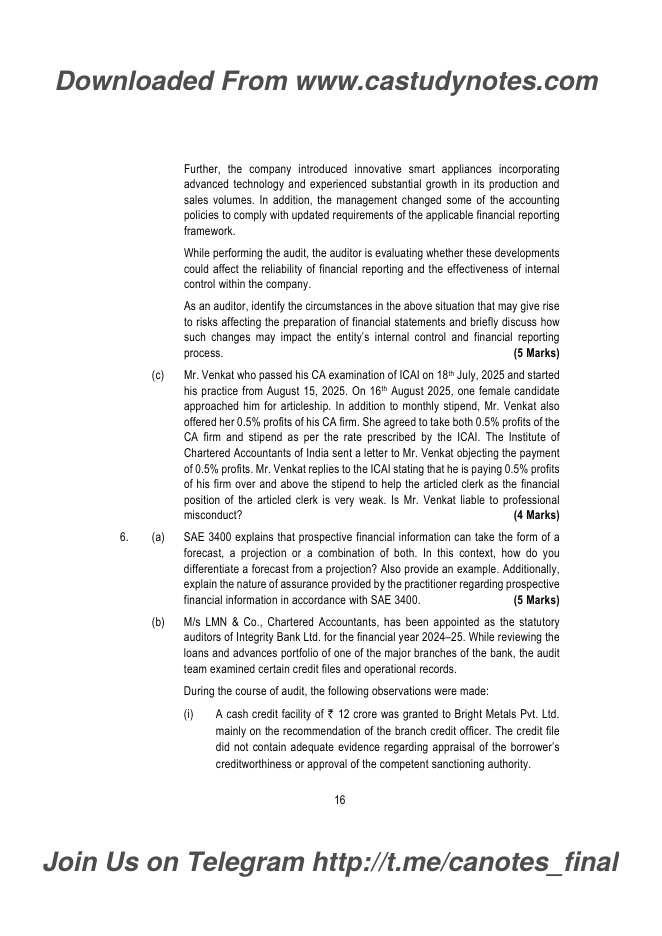 Downloaded From www.castudynotes.com
Further, the company introduced innovative smart appliances incorporating
advanced technology and experienced substantial growth in its production and
sales volumes. In addition, the management changed some of the accounting
policies to comply with updated requirements of the applicable financial reporting
framework.
While performing the audit, the auditor is evaluating whether these developments
could affect the reliability of financial reporting and the effectiveness of internal
control within the company.
As an auditor, identify the circumstances in the above situation that may give rise
to risks affecting the preparation of financial statements and briefly discuss how
such changes may impact the entity's internal control and financial reporting
process. (5 Marks)
(c) Mr. Venkat who passed his CA examination of ICAI on 18th July, 2025 and started
his practice from August 15, 2025. On 16th August 2025, one female candidate
approached him for articleship. In addition to monthly stipend, Mr. Venkat also
offered her 0.5% profits of her CA firm. She agreed to take both 0.5% profits of the
CA firm and stipend as per the rate prescribed by the ICAI. The Institute of
Chartered Accountants of India sent a letter to Mr. Venkat objecting the payment
of 0.5% profits. Mr. Venkat replies to the ICAI stating that he is paying 0.5% profits
of his firm over and above the stipend to help the articled clerk as the financial
position of the articled clerk is very weak. Is Mr. Venkat liable to professional
misconduct? (4 Marks)
6. (a) SAE 3400 explains that prospective financial information can take the form of a
forecast, a projection or a combination of both. In this context, how do you
differentiate a forecast from a projection? Also provide an example. Additionally,
explain the nature of assurance provided by the practitioner regarding prospective
financial information in accordance with SAE 3400. (5 Marks)
(b) M/s LMN & Co., Chartered Accountants, has been appointed as the statutory
auditors of Integrity Bank Ltd. for the financial year 2024–25. While reviewing the
loans and advances portfolio of one of the major branches of the bank, the audit
team examined certain credit files and operational records.
During the course of audit, the following observations were made:
(i) A cash credit facility of ₹ 12 crore was granted to Bright Metals Pvt. Ltd.
mainly on the recommendation of the branch credit officer. The credit file
did not contain adequate evidence regarding appraisal of the borrower's
creditworthiness or approval of the competent sanctioning authority.
16
Join Us on Telegram http://t.me/canotes_final